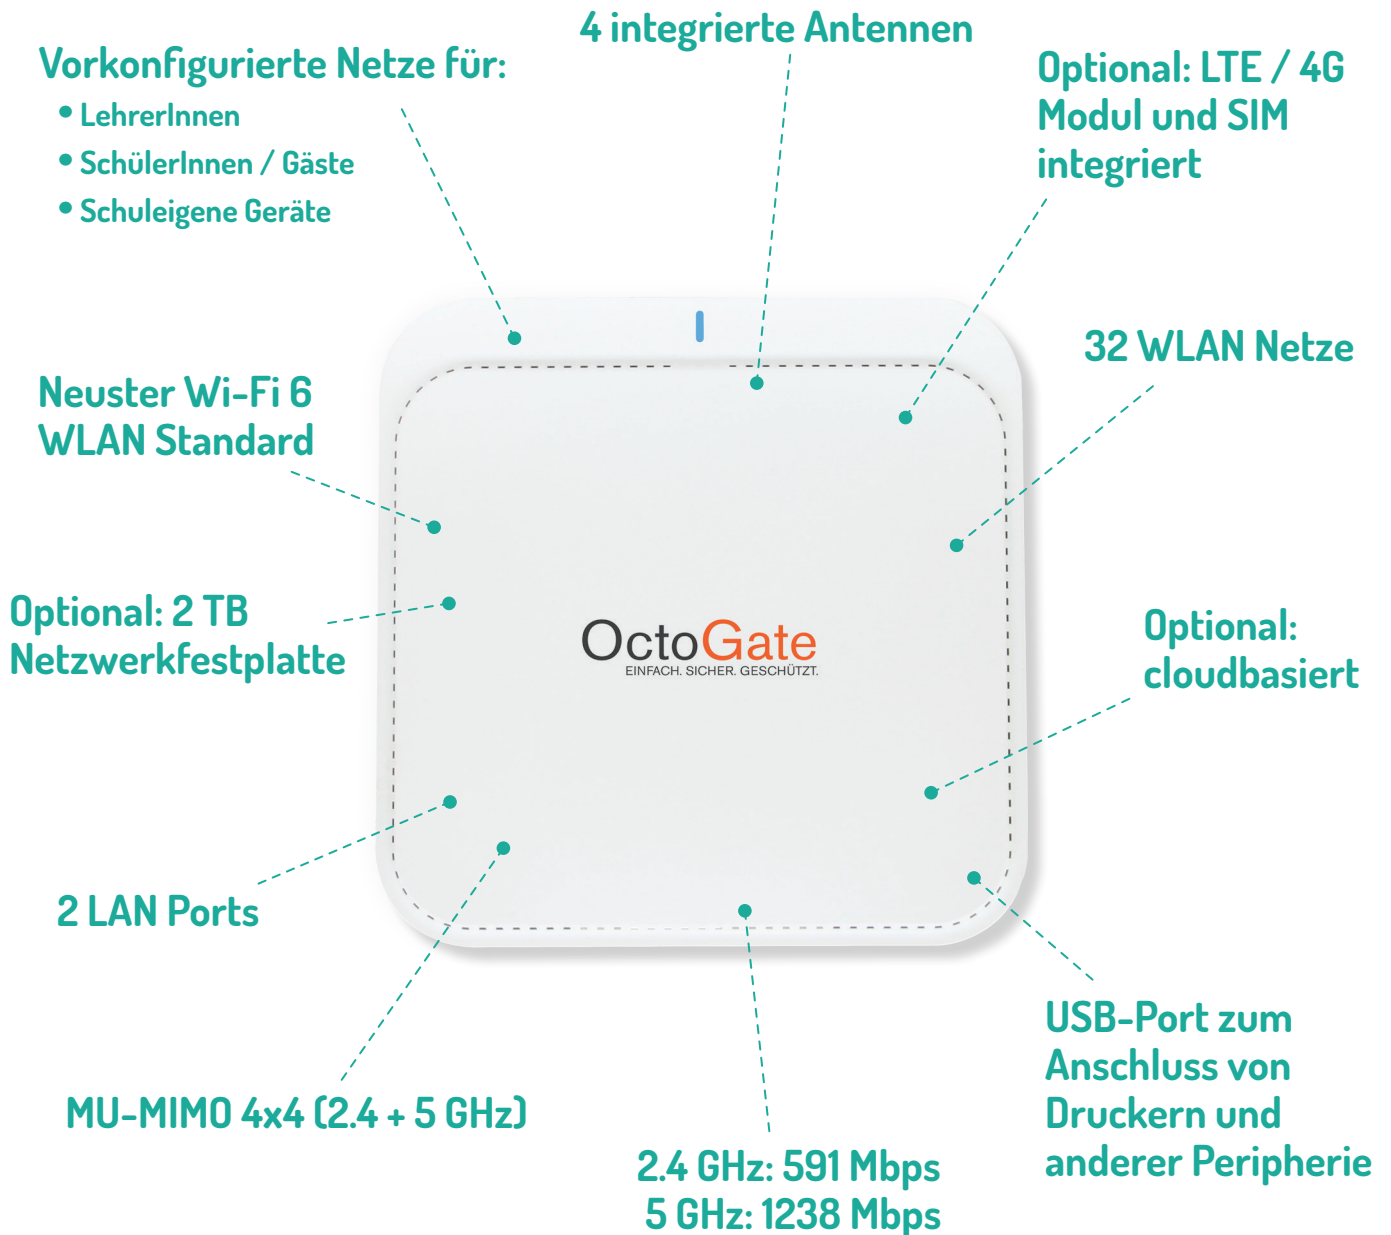 4 integrierte Antennen
Vorkonfigurierte Netze für:
• LehrerInnen
• SchülerInnen / Gäste
• Schuleigene Geräte
Optional: LTE / 4G
Modul und SIM
integriert
32 WLAN Netze
Neuster Wi-Fi 6
WLAN Standard
Optional: 2 TB
Netzwerkfestplatte
OctoGate
EINFACH. SICHER. GESCHÜTZT.
Optional:
cloudbasiert
2 LAN Ports
USB-Port zum
Anschluss von
Druckern und
anderer Peripherie
MU-MIMO 4x4 (2.4 + 5 GHz)
2.4 GHz: 591 Mbps
5 GHz: 1238 Mbps